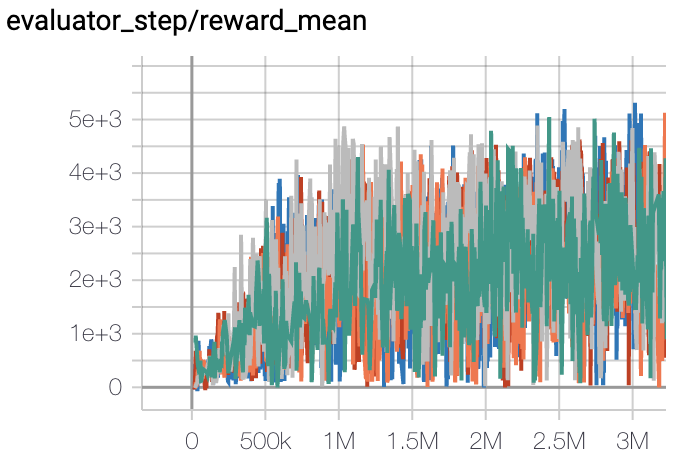 evaluator_step/reward_mean
5e+3
4e+3
3e+3
2e+3
1e+3
0
0 500k 1M 1.5M 2M 2.5M 3M